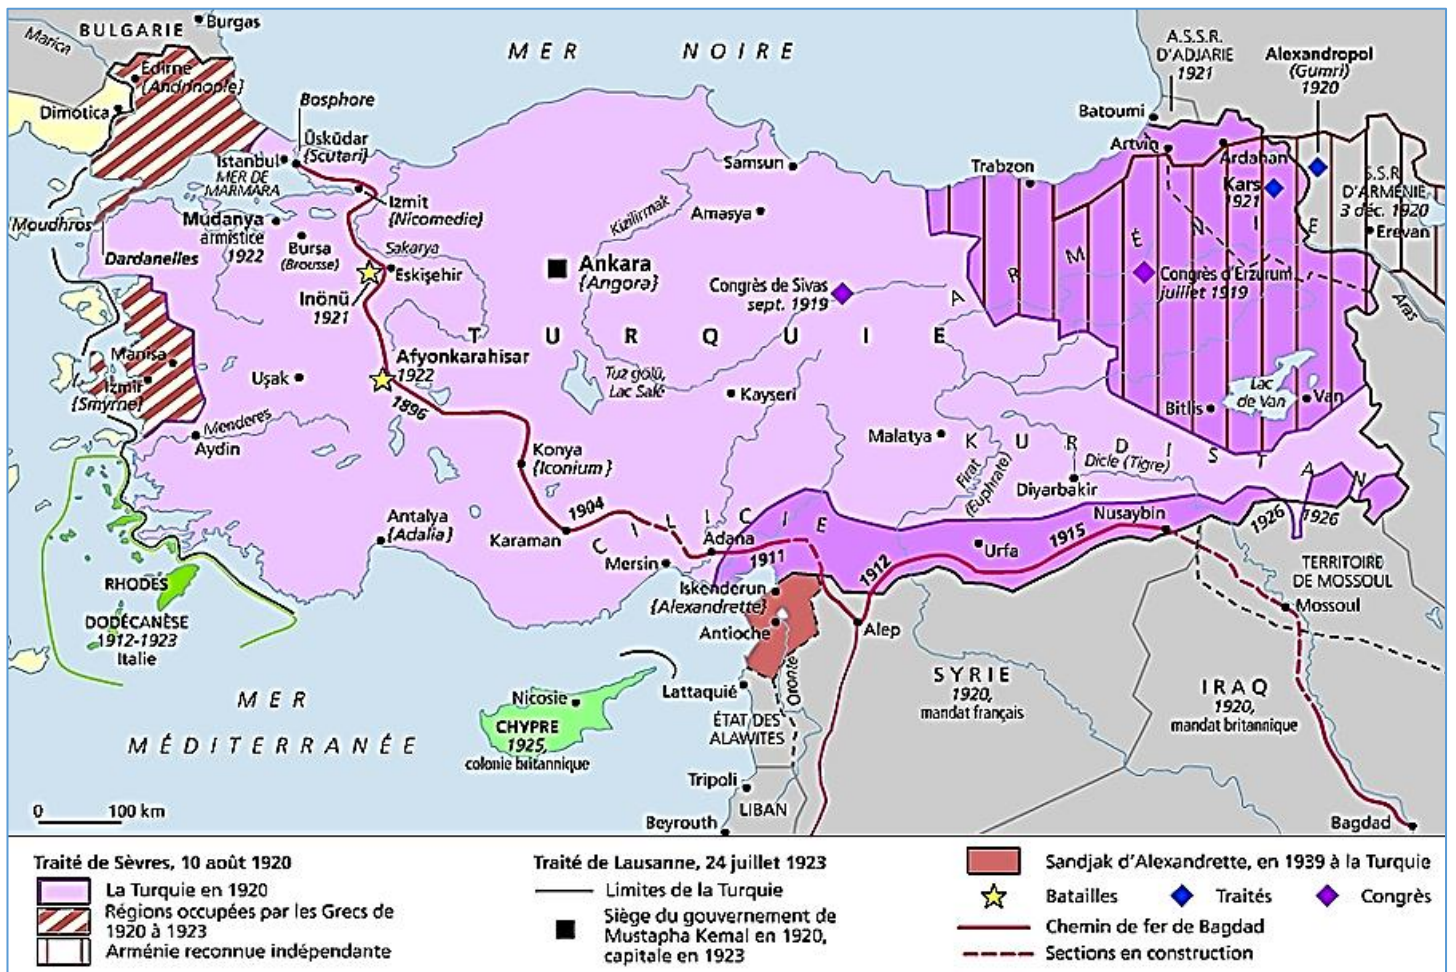 BULGARIE
Burgas
Marica
Edirne
{Andrinople}
Dimotica
MER NOIRE
A.S.S.R.
D'ADJARIE
1921
Alexandropol
(Gumri)
1920
Batoumi
Artvin
Ardahan
Kars
1921
S.S.R.
D'ARMÉNIE
3 déc. 1920
Erevan
Aras
Bosphore
Üsküdar
{Scutari}
Istanbul
MER DE
MARMARA
Izmit
{Nicomedie}
Moudhros
Mudanya
armistice
1922
Bursa
(Brousse)
Dardanelles
Sakarya
Eskişehir
Inönü
1921
Samsun
Trabzon
Amasya
Kizilirmak
Ankara
{Angora}
Congrès de Sivas
sept. 1919
Congrès d'Erzurum
juillet 1919
ARMÉNIE
TURQUIE
Manisa
Izmir
{Smyrne}
Uşak
Afyonkarahisar
1922
1896
Tuz gölü,
Lac Salé
Kayseri
Lac
de Van
Van
Bitlis
Menderes
Aydin
Malatya
KURDISTAN
Firat
(Euphrate)
Dicle (Tigre)
Diyarbakir
Konya
{Iconium}
1904
Antalya
{Adalia}
Karaman
CILICIE
Mersin
Adana
1911
1912
Urfa
1915
Nusaybin
1926
1926
TERRITOIRE
DE MOSSOUL
Mossoul
RHODES
DODÉCANÈSE
1912-1923
Italie
Iskenderun
{Alexandrette}
Antioche
Alep
Oronte
Lattaquié
ÉTAT DES
ALAWITES
SYRIE
1920,
mandat français
IRAQ
1920,
mandat britannique
MER
MÉDITERRANÉE
Nicosie
CHYPRE
1925,
colonie britannique
Tripoli
LIBAN
Beyrouth
Bagdad
0 100 km
Traité de Sèvres, 10 août 1920
La Turquie en 1920
Régions occupées par les Grecs de
1920 à 1923
Arménie reconnue indépendante
Traité de Lausanne, 24 juillet 1923
Limites de la Turquie
Siège du gouvernement de
Mustapha Kemal en 1920,
capitale en 1923
Sandjak d'Alexandrette, en 1939 à la Turquie
Batailles Traités Congrès
Chemin de fer de Bagdad
Sections en construction